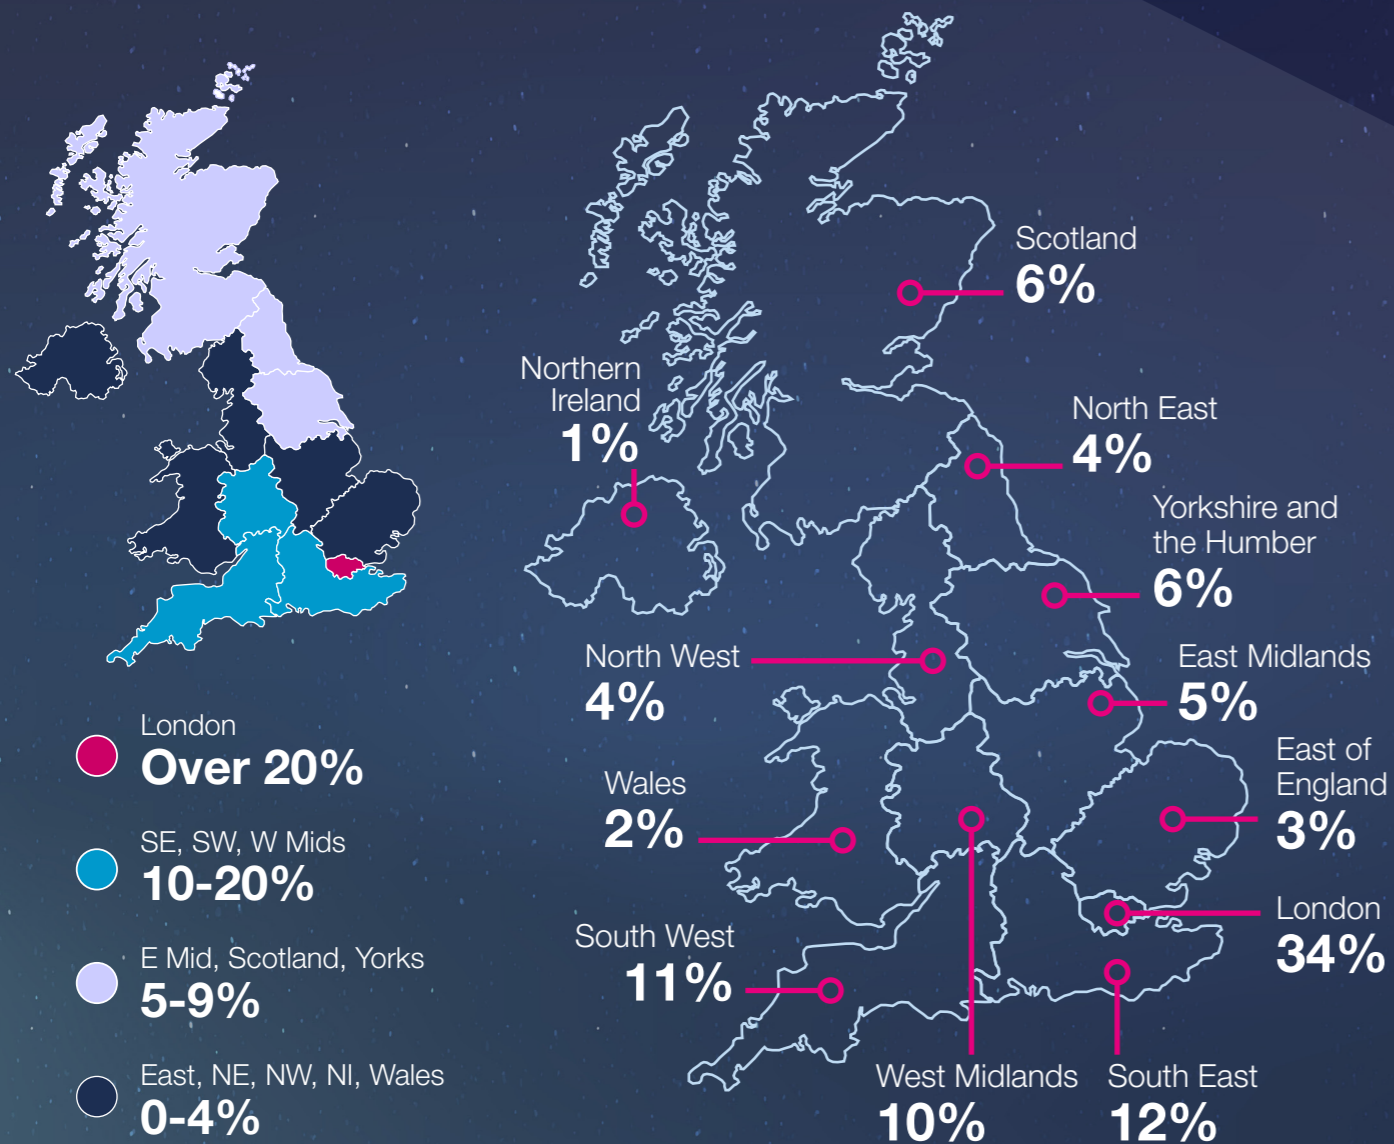 London
Over 20%
SE, SW, W Mids
10-20%
E Mid, Scotland, Yorks
5-9%
East, NE, NW, NI, Wales
0-4%
Scotland
6%
Northern
Ireland
1%
North East
4%
Yorkshire and
the Humber
6%
North West
4%
East Midlands
5%
East of
England
3%
Wales
2%
London
34%
South West
11%
West Midlands
10%
South East
12%